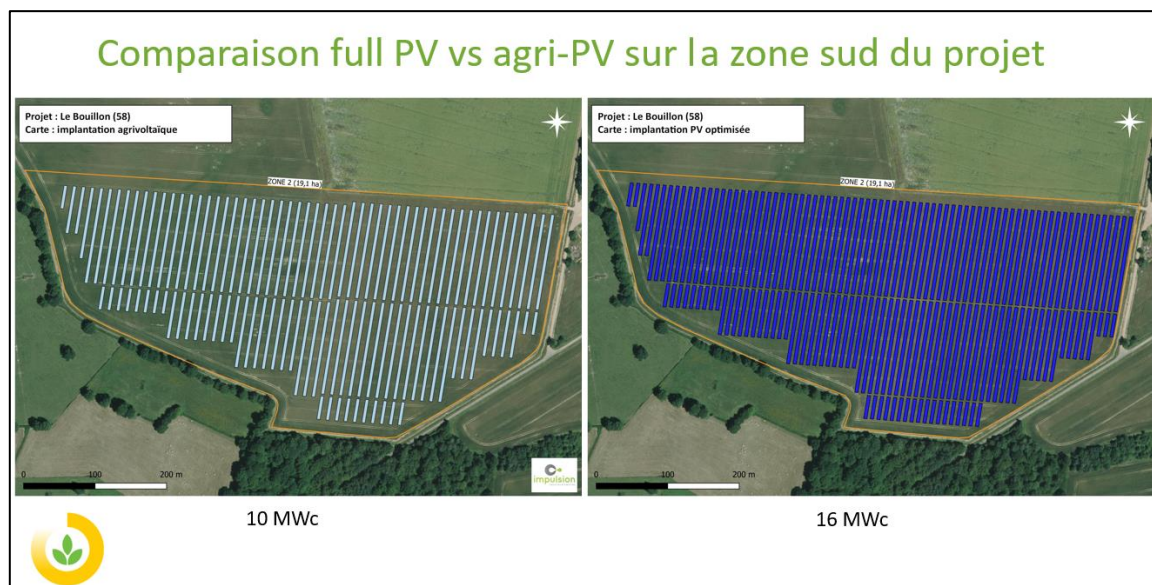 Comparaison full PV vs agri-PV sur la zone sud du projet
Projet : Le Bouillon (58)
Carte : implantation agrivoltaïque
ZONE 2 (19,1 ha)
0 100 200 m
impulsion
10 MWc
Projet : Le Bouillon (58)
Carte : implantation PV optimisée
ZONE 2 (19,1 ha)
0 100 200 m
16 MWc